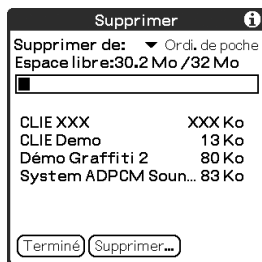 Supprimer
Supprimer de: Ordi. de poche
Espace libre:30.2 Mo /32 Mo
CLIE XXX XXX Ko
CLIE Demo 13 Ko
Démo Graffiti 2 80 Ko
System ADPCM Soun... 83 Ko
Terminé Supprimer...